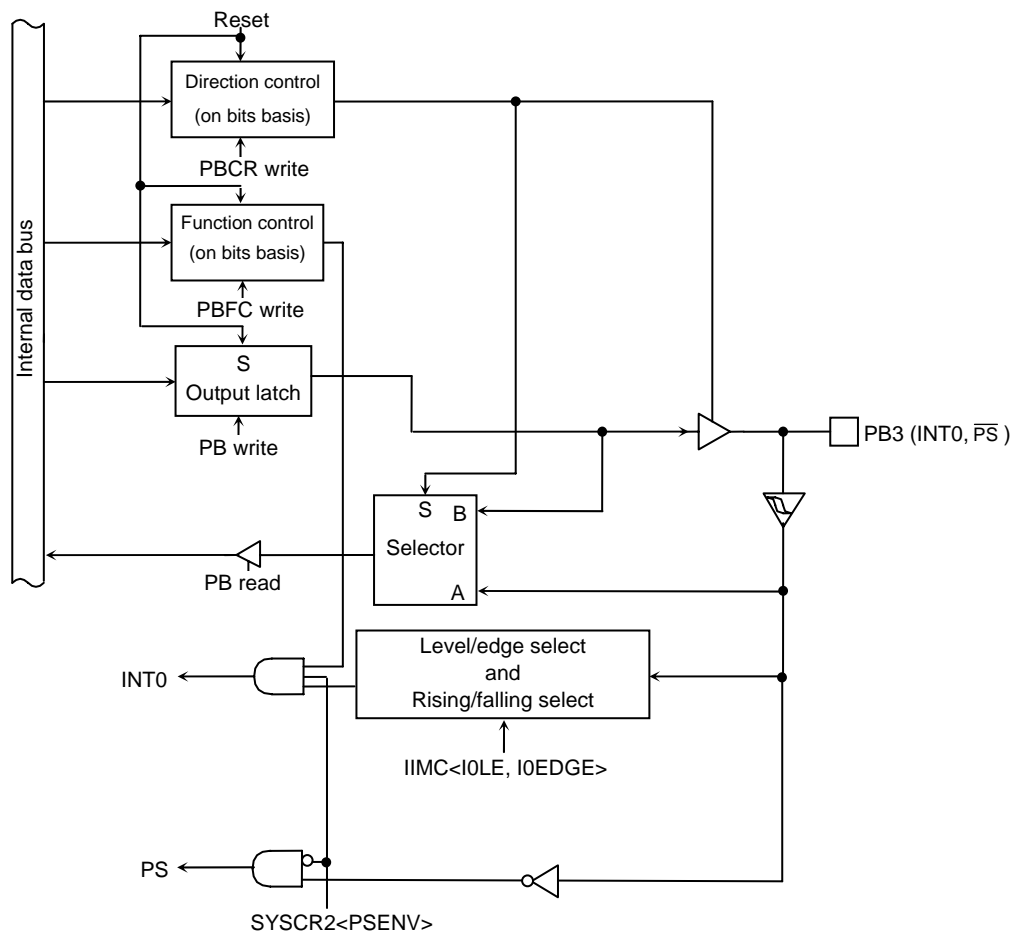 Reset
Direction control
(on bits basis)
PBCR write
Internal data bus
Function control
(on bits basis)
PBFC write
S
Output latch
PB write
PB3 (INT0, P̅S̅ )
S B
Selector
A
PB read
Level/edge select
and
Rising/falling select
INT0
IIMC<I0LE, I0EDGE>
PS
SYSCR2<PSENV>